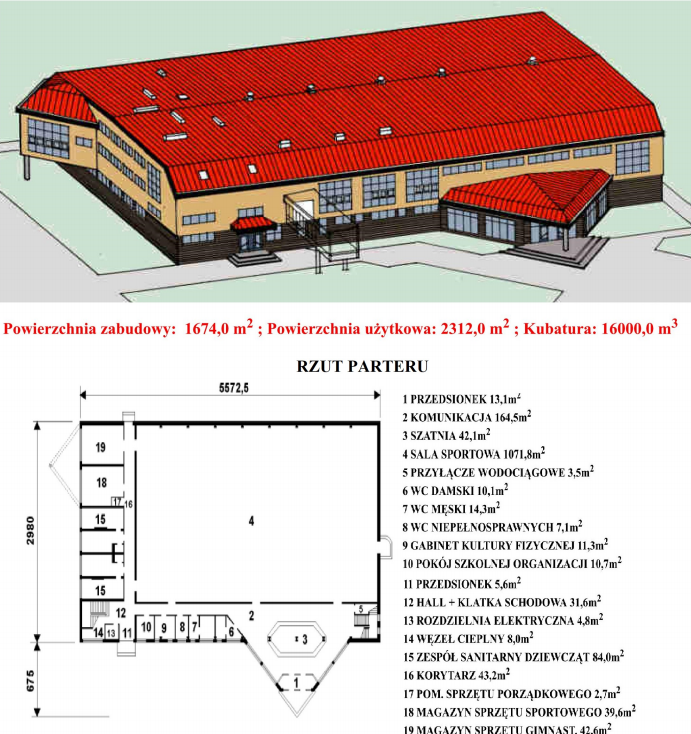 Powierzchnia zabudowy: 1674,0 m2 ; Powierzchnia użytkowa: 2312,0 m2 ; Kubatura: 16000,0 m3
RZUT PARTERU
5572,5
2980
675
19
18
17
16
15
15
4
12
14
13
11
10
9
8
7
6
2
5
3
1
1 PRZEDSIONEK 13,1m2
2 KOMUNIKACJA 164,5m2
3 SZATNIA 42,1m2
4 SALA SPORTOWA 1071,8m2
5 PRZYŁĄCZE WODOCIĄGOWE 3,5m2
6 WC DAMSKI 10,1m2
7 WC MĘSKI 14,3m2
8 WC NIEPEŁNOSPRAWNYCH 7,1m2
9 GABINET KULTURY FIZYCZNEJ 11,3m2
10 POKÓJ SZKOLNEJ ORGANIZACJI 10,7m2
11 PRZEDSIONEK 5,6m2
12 HALL + KLATKA SCHODOWA 31,6m2
13 ROZDZIELNIA ELEKTRYCZNA 4,8m2
14 WĘZEŁ CIEPLNY 8,0m2
15 ZESPÓŁ SANITARNY DZIEWCZĄT 84,0m2
16 KORYTARZ 43,2m2
17 POM. SPRZĘTU PORZĄDKOWEGO 2,7m2
18 MAGAZYN SPRZĘTU SPORTOWEGO 39,6m2
19 MAGAZYN SPRZĘTU GIMNAST. 42,6m2